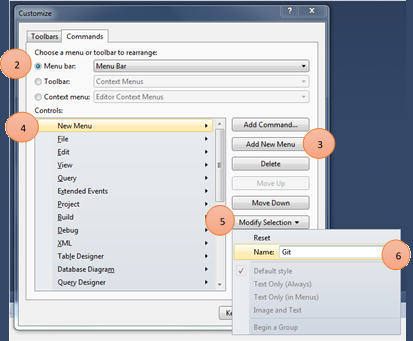 Customize
Toolbars Commands
Choose a menu or toolbar to rearrange:
2 Menu bar: Menu Bar
Toolbar: Context Menus
Context menu: Editor Context Menus
Controls:
4 New Menu Add Command...
File
Edit Add New Menu 3
View Delete
Query
Extended Events Move Up
Project
Build Move Down
Debug 5 Modify Selection
XML Reset
Table Designer Name: Git 6
Database Diagram Default style
Query Designer Text Only (Always)
Text Only (in Menus)
Image and Text
Begin a Group